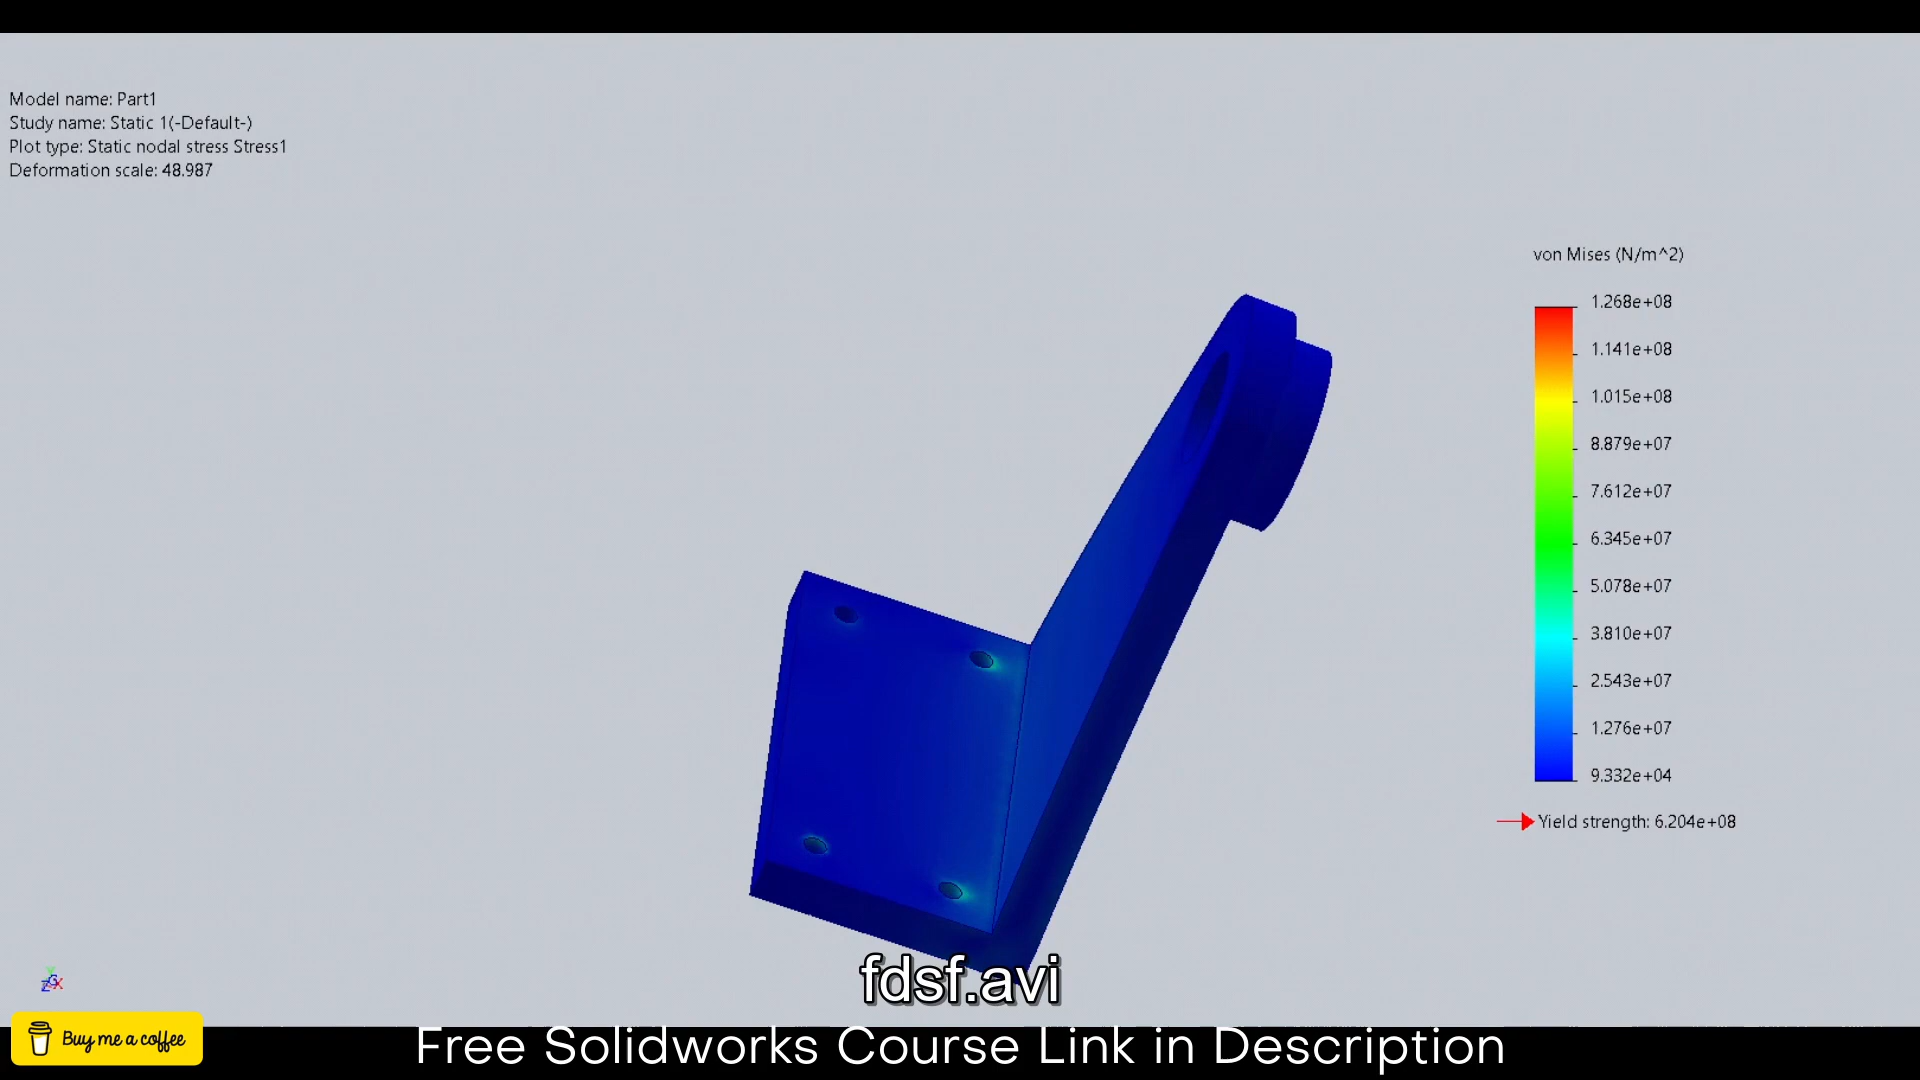 Model name: Part1
Study name: Static 1(-Default-)
Plot type: Static nodal stress Stress1
Deformation scale: 48.987
von Mises (N/m^2)
1.268e+08
1.141e+08
1.015e+08
8.879e+07
7.612e+07
6.345e+07
5.078e+07
3.810e+07
2.543e+07
1.276e+07
9.332e+04
Yield strength: 6.204e+08
fdsf.avi
Buy me a coffee
Free Solidworks Course Link in Description